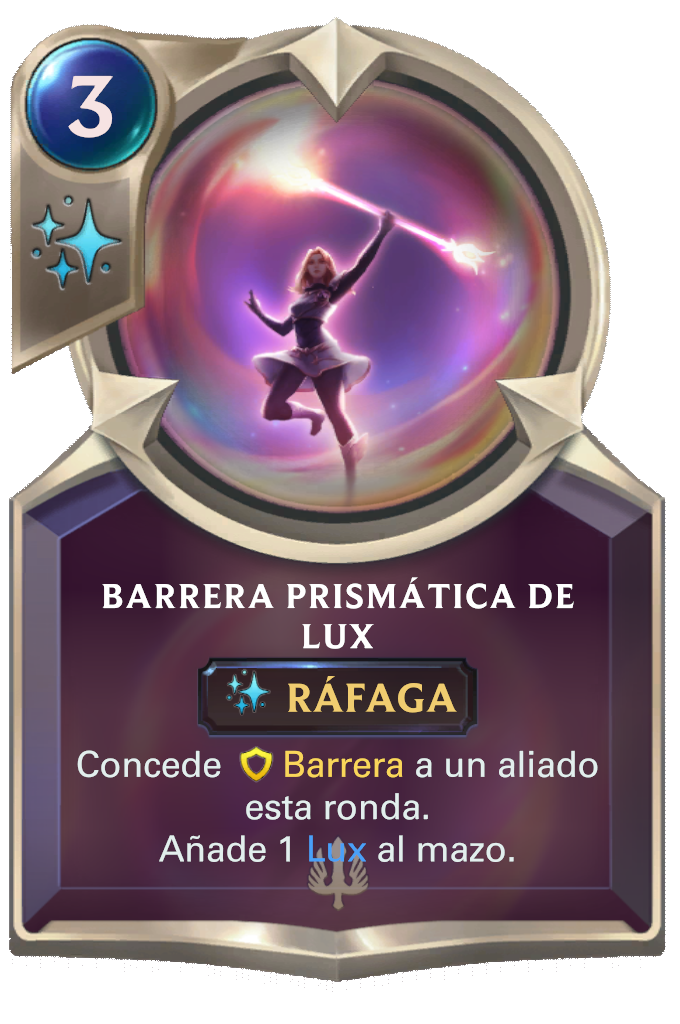 3
BARRERA PRISMÁTICA DE
LUX
RÁFAGA
Concede Barrera a un aliado
esta ronda.
Añade 1 Lux al mazo.